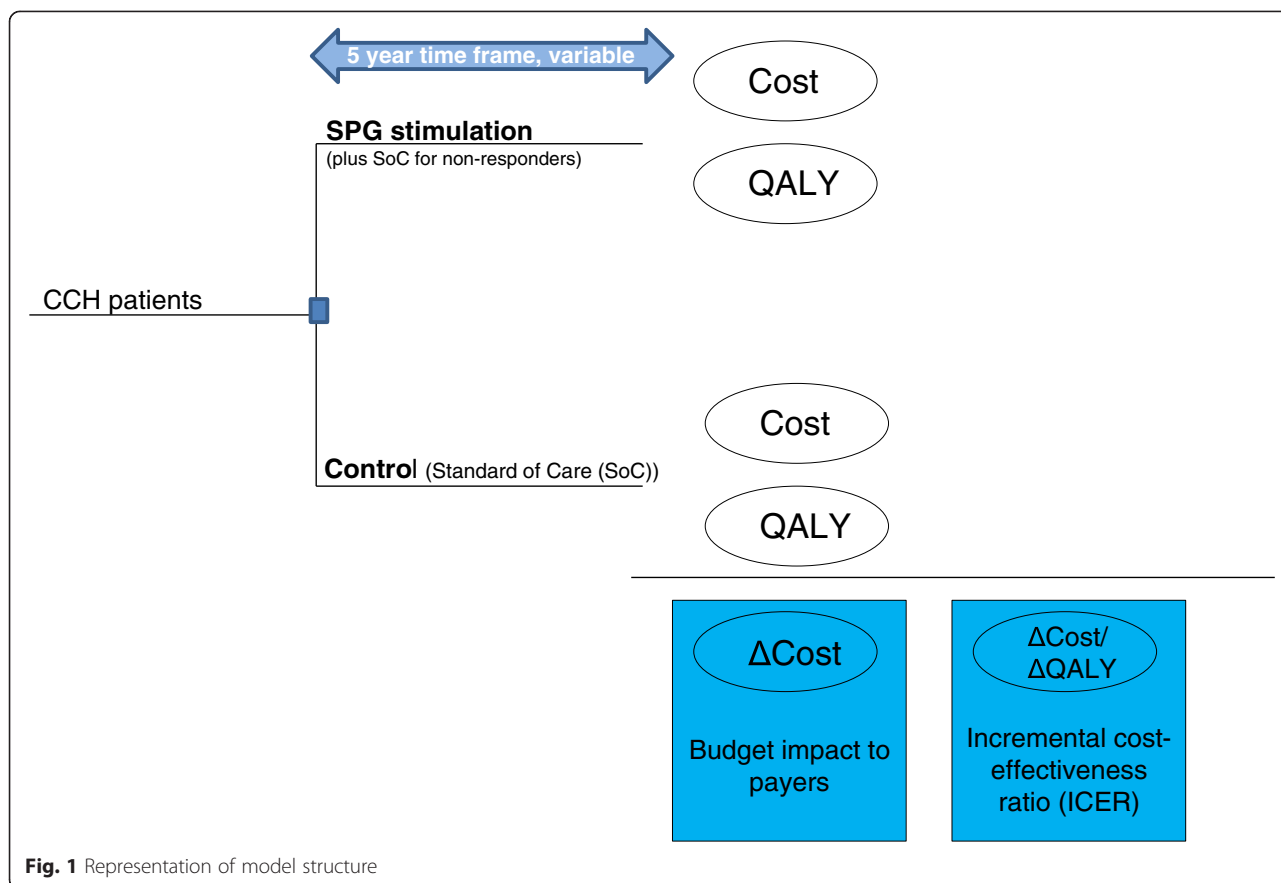 5 year time frame, variable
Cost
SPG stimulation
(plus SoC for non-responders)
QALY
CCH patients
Cost
Control (Standard of Care (SoC))
QALY
ΔCost
Budget impact to
payers
ΔCost/
ΔQALY
Incremental cost-
effectiveness
ratio (ICER)
Fig. 1 Representation of model structure